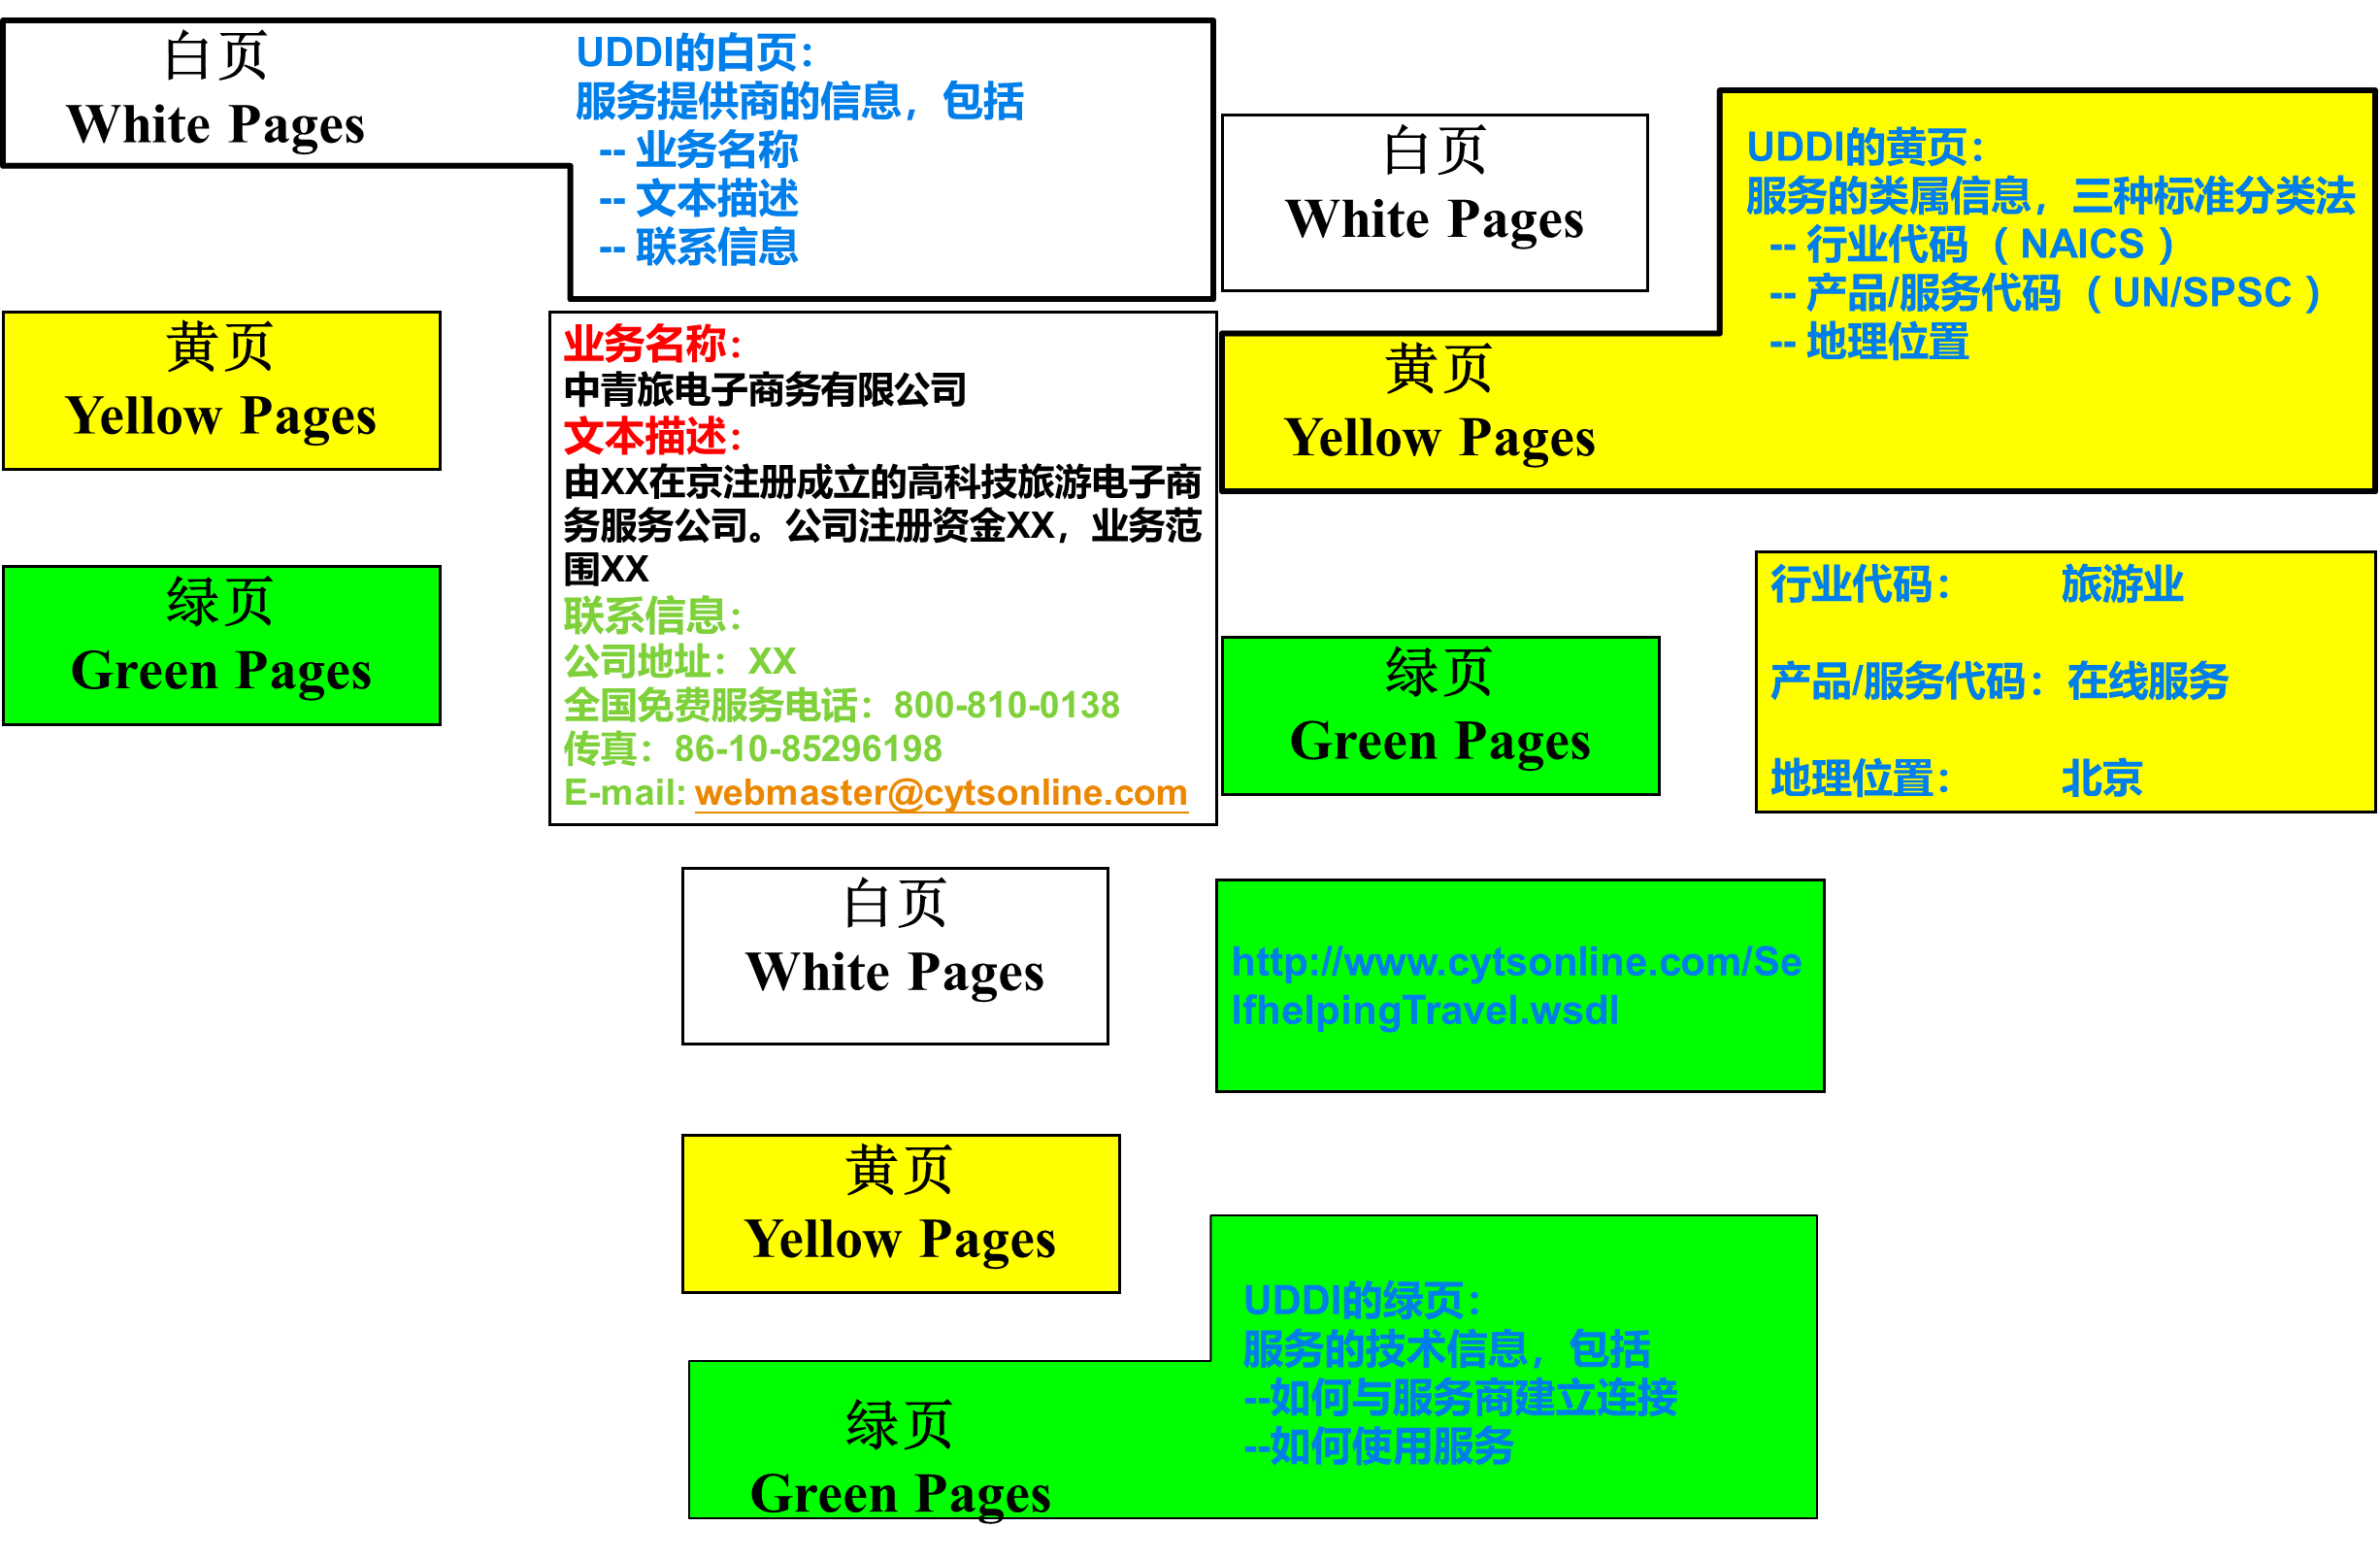 白页
White Pages
UDDI的白页：
服务提供商的信息，包括
-- 业务名称
-- 文本描述
-- 联系信息
黄页
Yellow Pages
绿页
Green Pages
业务名称：
中青旅电子商务有限公司
文本描述：
由XX在京注册成立的高科技旅游电子商
务服务公司。公司注册资金XX，业务范
围XX
联系信息：
公司地址：XX
全国免费服务电话：800-810-0138
传真：86-10-85296198
E-mail: webmaster@cytsonline.com
白页
White Pages
UDDI的黄页：
服务的类属信息，三种标准分类法
-- 行业代码（NAICS）
-- 产品/服务代码（UN/SPSC）
-- 地理位置
黄页
Yellow Pages
绿页
Green Pages
行业代码： 旅游业
产品/服务代码：在线服务
地理位置： 北京
白页
White Pages
黄页
Yellow Pages
绿页
Green Pages
http://www.cytsonline.com/Se
lfhelpingTravel.wsdl
UDDI的绿页：
服务的技术信息，包括
--如何与服务商建立连接
--如何使用服务